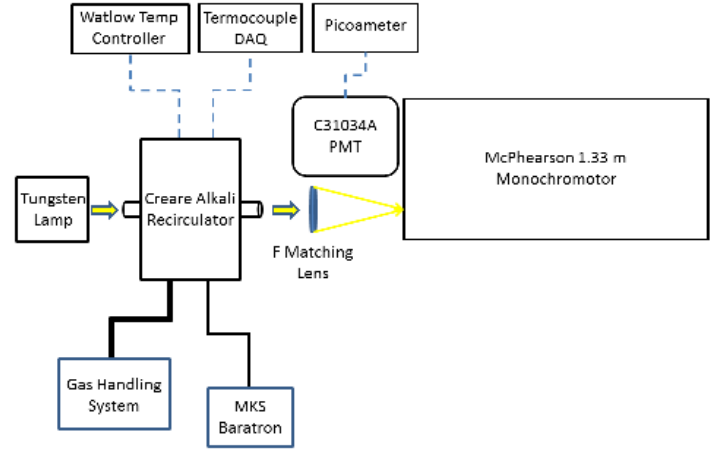 Watlow Temp
Controller
Termocouple
DAQ
Picoameter
C31034A
PMT
McPhearson 1.33 m
Monochromotor
Tungsten
Lamp
Creare Alkali
Recirculator
F Matching
Lens
Gas Handling
System
MKS
Baratron